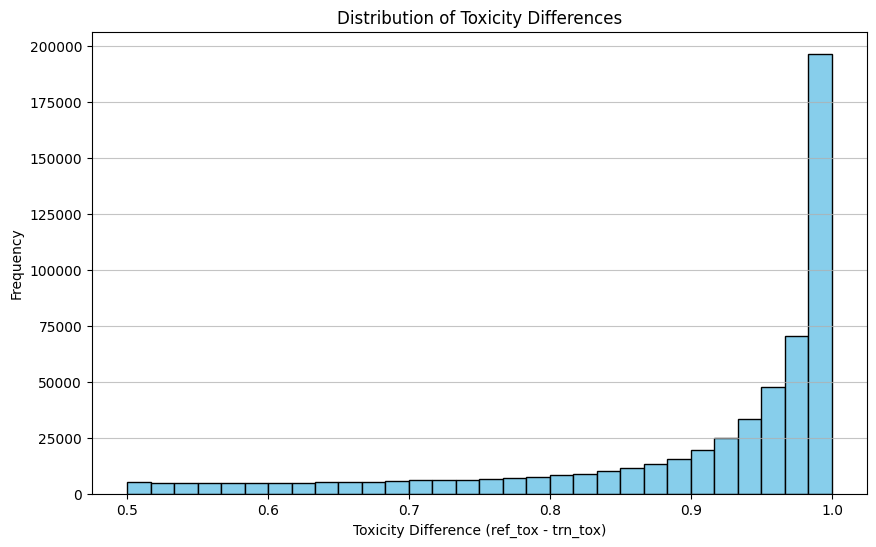 Distribution of Toxicity Differences
200000
175000
150000
125000
100000
75000
50000
25000
0
Frequency
0.5 0.6 0.7 0.8 0.9 1.0
Toxicity Difference (ref_tox - trn_tox)